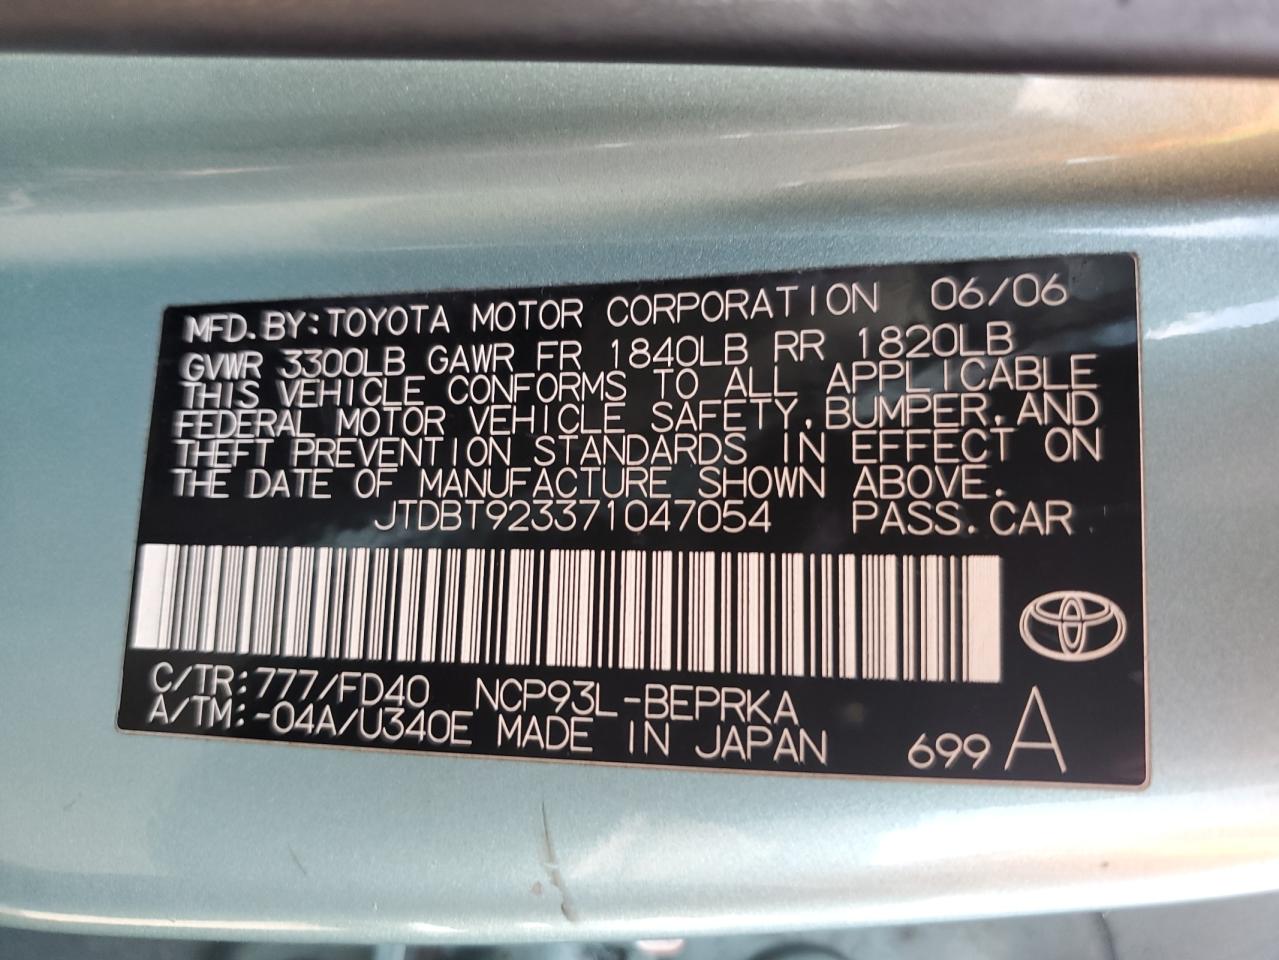 MFD. BY: TOYOTA MOTOR CORPORATION 06/06
GVWR 3300LB GAWR FR 1840LB RR 1820LB
THIS VEHICLE CONFORMS TO ALL APPLICABLE
FEDERAL MOTOR VEHICLE SAFETY, BUMPER, AND
THEFT PREVENTION STANDARDS IN EFFECT ON
THE DATE OF MANUFACTURE SHOWN ABOVE.
JTDBT923371047054 PASS. CAR
C/TR: 777/FD40 NCP93L-BEPRKA
A/TM: -04A/U340E MADE IN JAPAN 699 A